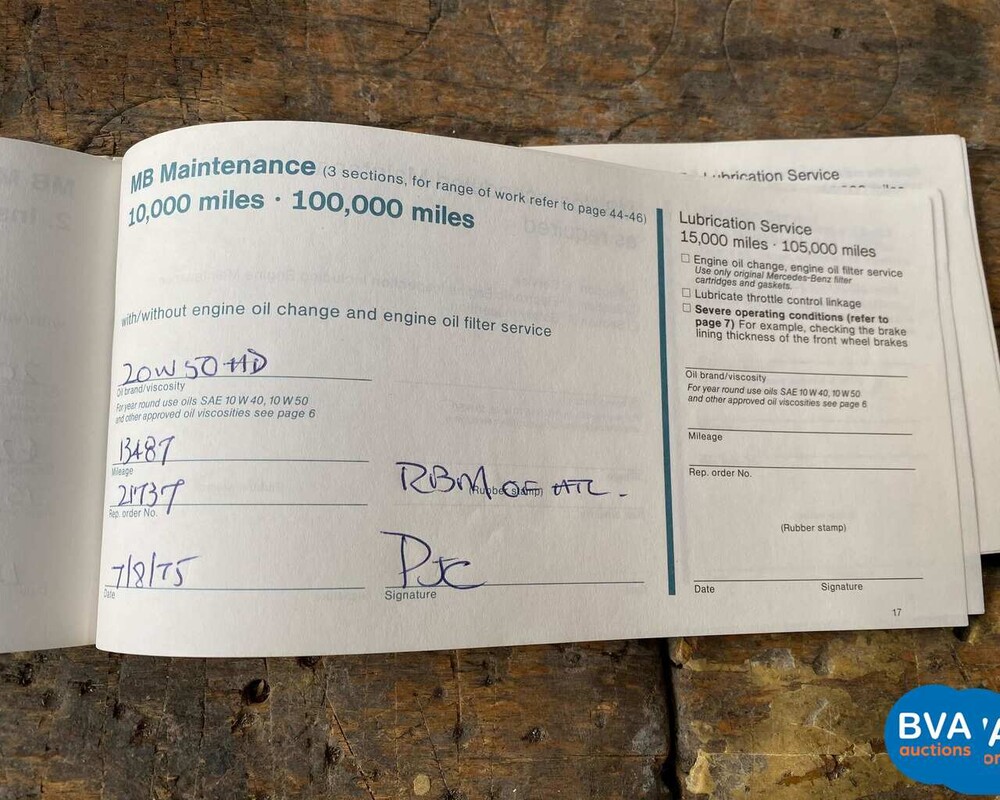 MB Maintenance (3 sections, for range of work refer to page 44-46)
10,000 miles · 100,000 miles
with/without engine oil change and engine oil filter service
20W50 HD
Oil brand/viscosity
For year round use oils SAE 10 W 40, 10 W 50
and other approved oil viscosities see page 6
13487
Mileage
21737
Rep. order No.
RBM OF ATL.
(Rubber stamp)
7/8/75
Date
PJC
Signature
Lubrication Service
Lubrication Service
15,000 miles · 105,000 miles
☐ Engine oil change, engine oil filter service
Use only original Mercedes-Benz filter
cartridges and gaskets.
☐ Lubricate throttle control linkage
☐ Severe operating conditions (refer to
page 7) For example, checking the brake
lining thickness of the front wheel brakes
Oil brand/viscosity
For year round use oils SAE 10 W 40, 10 W 50
and other approved oil viscosities see page 6
Mileage
Rep. order No.
(Rubber stamp)
Date
Signature
17
BVA
auctions